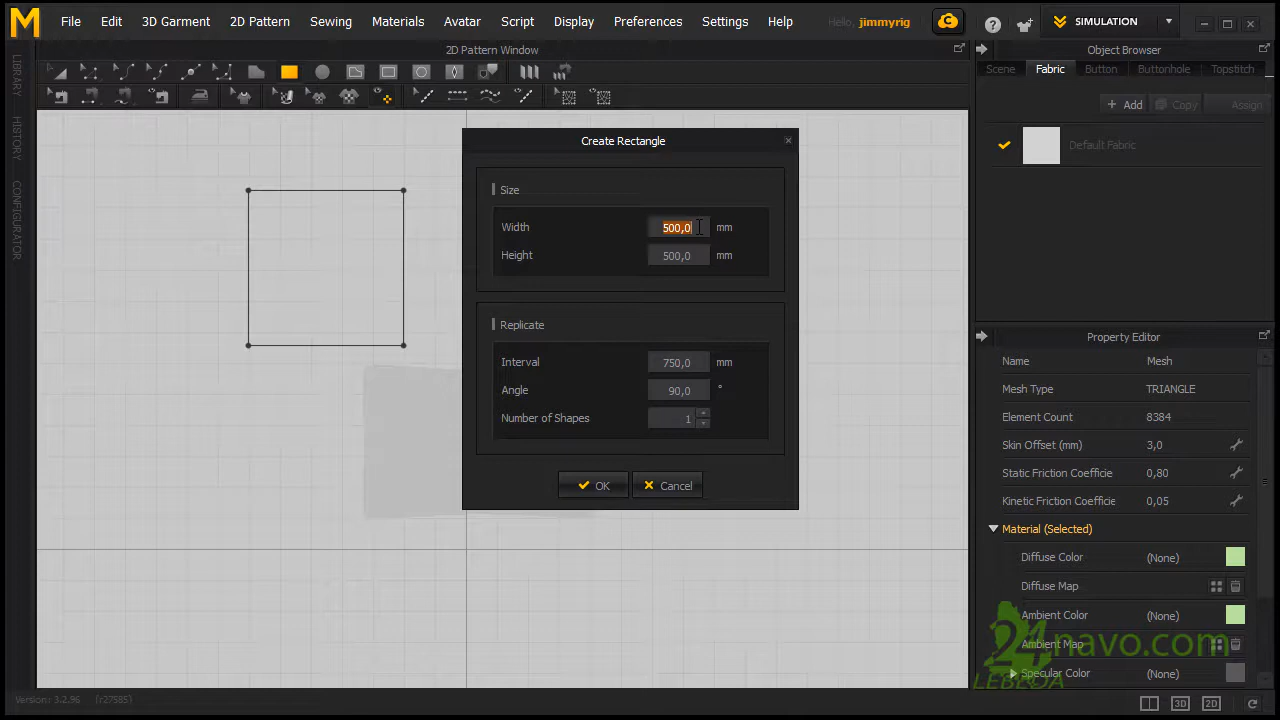 M File Edit 3D Garment 2D Pattern Sewing Materials Avatar Script Display Preferences Settings Help Hello, jimmyrig C ? SIMULATION
2D Pattern Window
Object Browser
Scene Fabric Button Buttonhole Topstitch
+ Add Copy Assign
Default Fabric
LIBRARY
HISTORY
MODULAR CONFIGURATOR
Create Rectangle
Size
Width 500,0 mm
Height 500,0 mm
Replicate
Interval 750,0 mm
Angle 90,0 °
Number of Shapes 1
OK Cancel
Property Editor
Name Mesh
Mesh Type TRIANGLE
Element Count 8384
Skin Offset (mm) 3,0
Static Friction Coefficie 0,80
Kinetic Friction Coefficie 0,05
Material (Selected)
Diffuse Color (None)
Diffuse Map
Ambient Color (None)
Ambient Map
Specular Color (None)
24navo.com
Version: 3.2.96 (r27585)
3D 2D